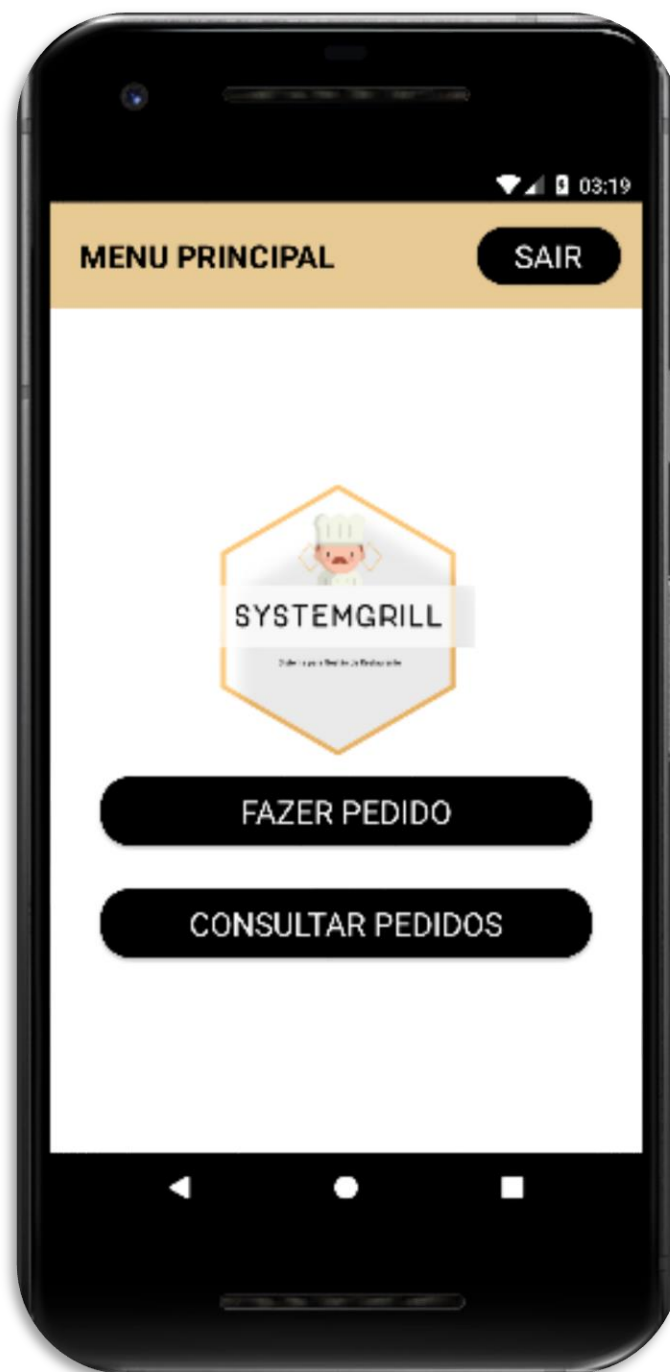 03:19
MENU PRINCIPAL
SAIR
SYSTEMGRILL
FAZER PEDIDO
CONSULTAR PEDIDOS